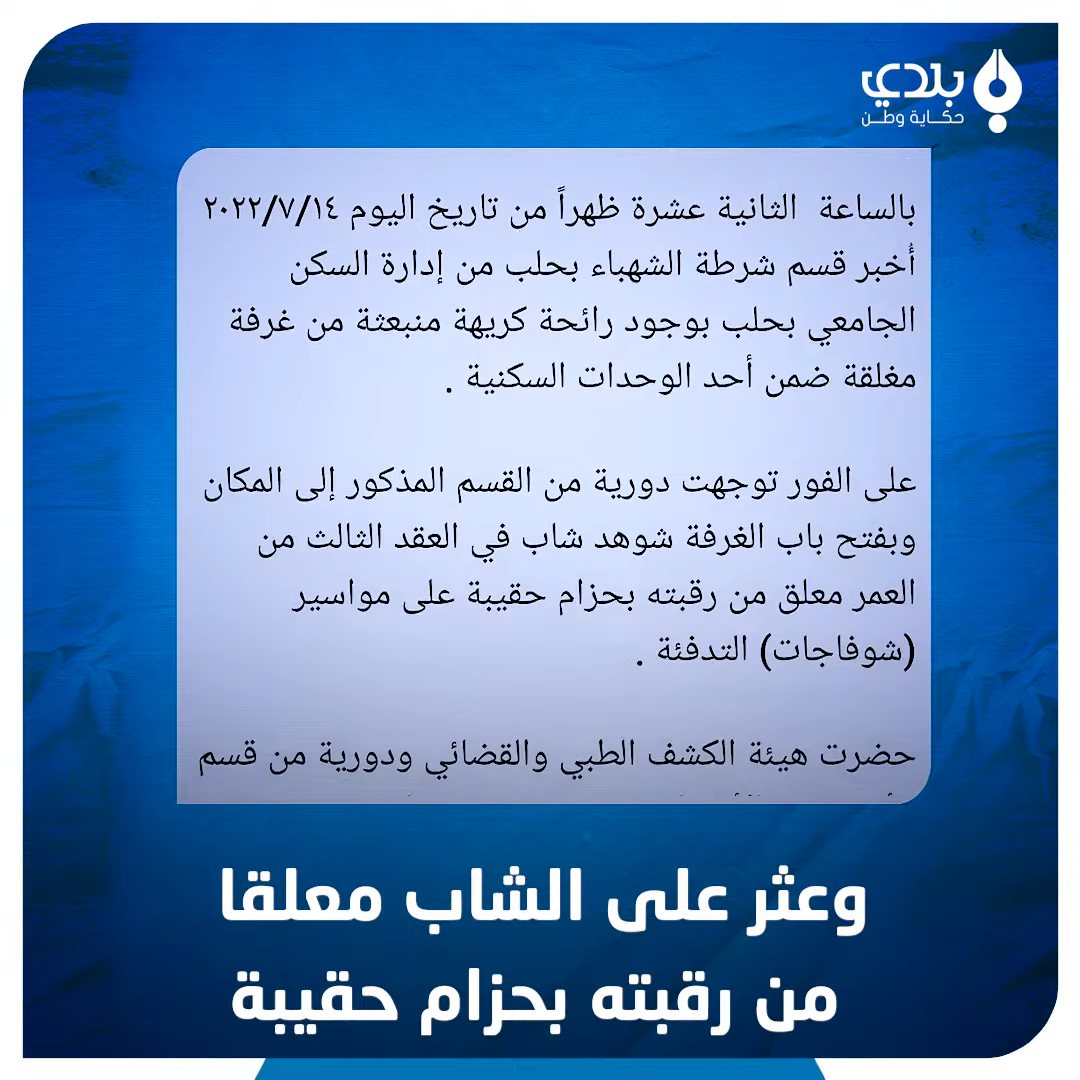 بلدي
حكـاية وطـن
بالساعة الثانية عشرة ظهراً من تاريخ اليوم ٢٠٢٢/٧/١٤
أُخبر قسم شرطة الشهباء بحلب من إدارة السكن
الجامعي بحلب بوجود رائحة كريهة منبعثة من غرفة
مغلقة ضمن أحد الوحدات السكنية .
على الفور توجهت دورية من القسم المذكور إلى المكان
وبفتح باب الغرفة شوهد شاب في العقد الثالث من
العمر معلق من رقبته بحزام حقيبة على مواسير
(شوفاجات) التدفئة .
حضرت هيئة الكشف الطبي والقضائي ودورية من قسم
وعثر على الشاب معلقا
من رقبته بحزام حقيبة